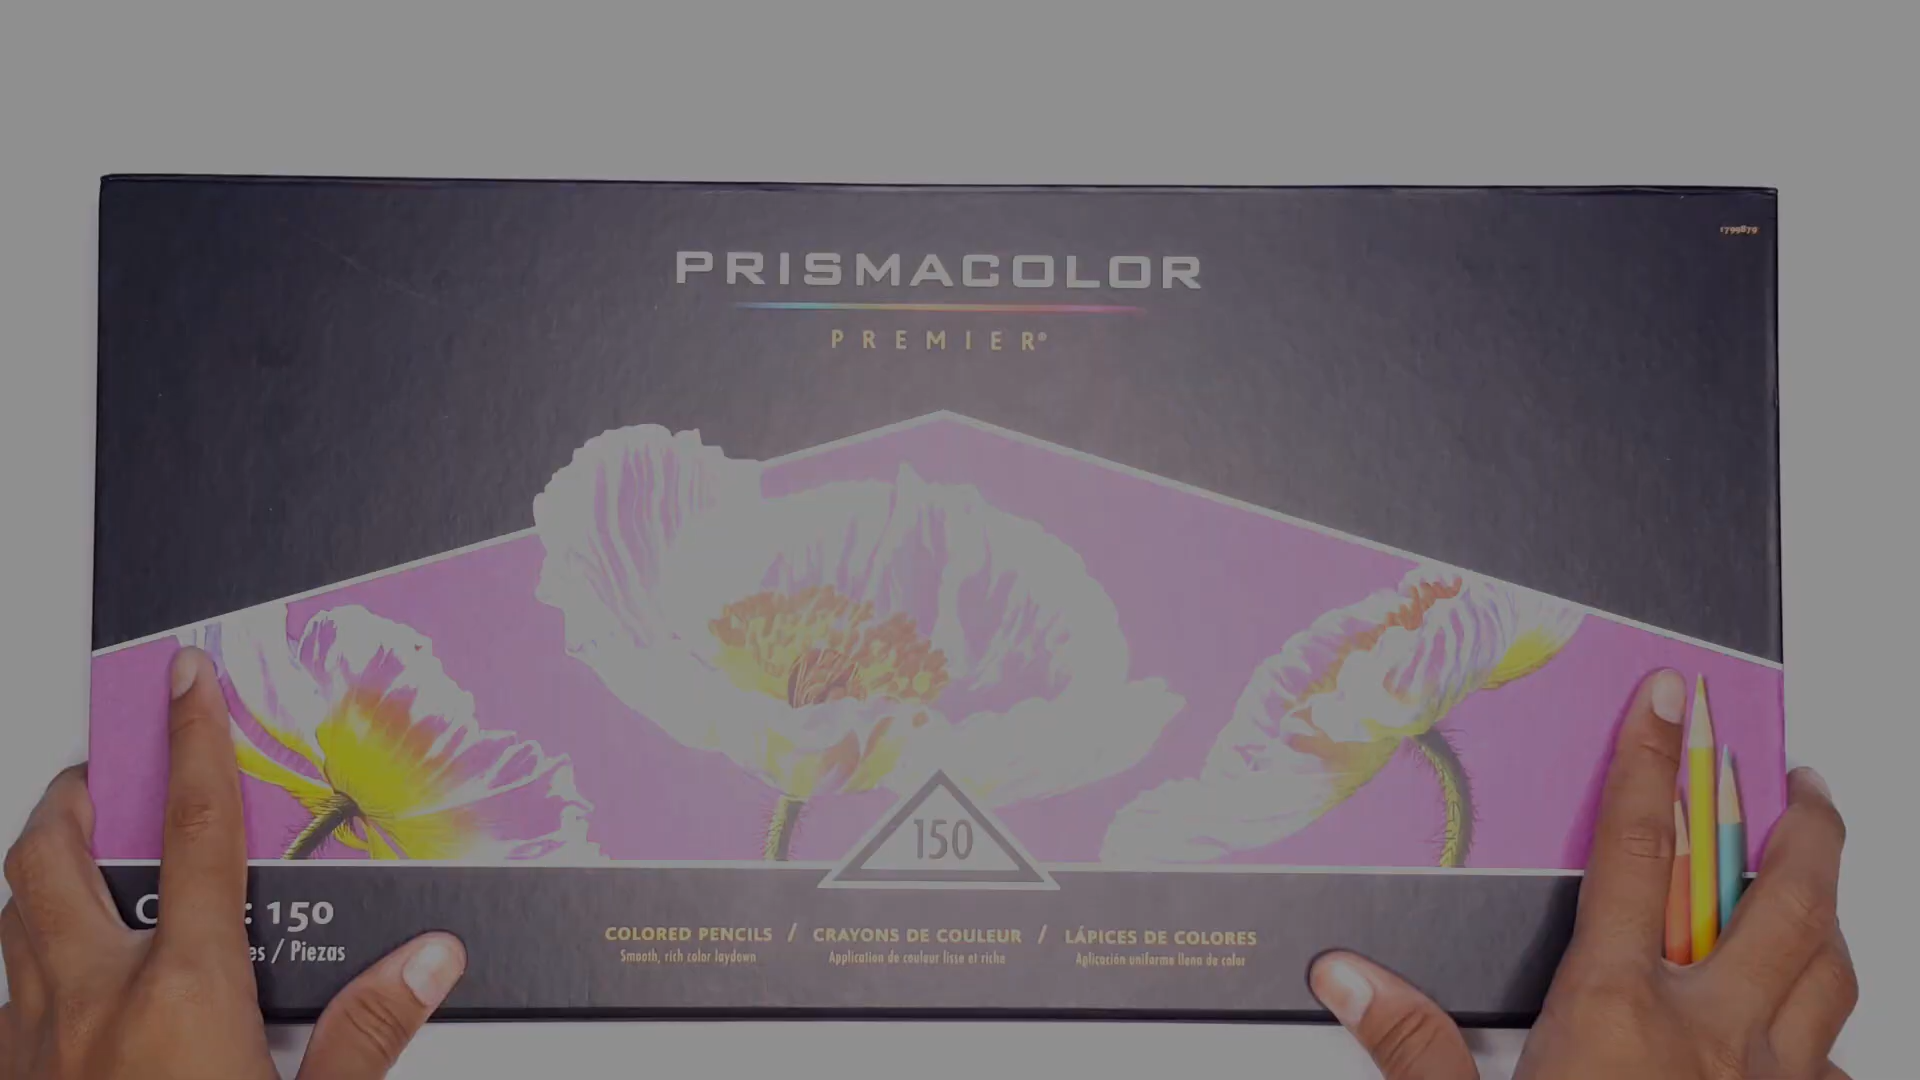 1799879
PRISMACOLOR
PREMIER®
150
: 150
/ Piezas
COLORED PENCILS / CRAYONS DE COULEUR / LÁPICES DE COLORES
Smooth, rich color laydown
Application de couleur lisse et riche
Aplicación uniforme llena de color